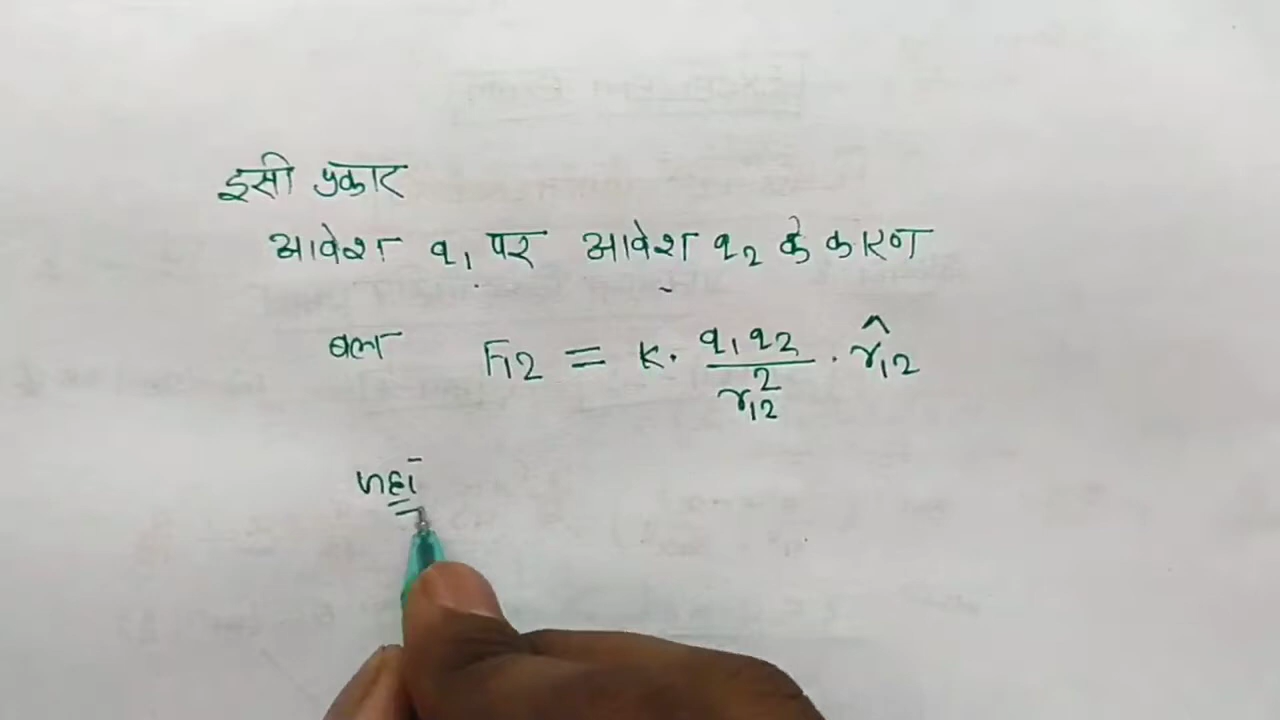 इसी प्रकार
आवेश q₁ पर आवेश q₂ के कारण
बल F₁₂ = K · q₁q₂ / r₁₂² · r̂₁₂
जहां